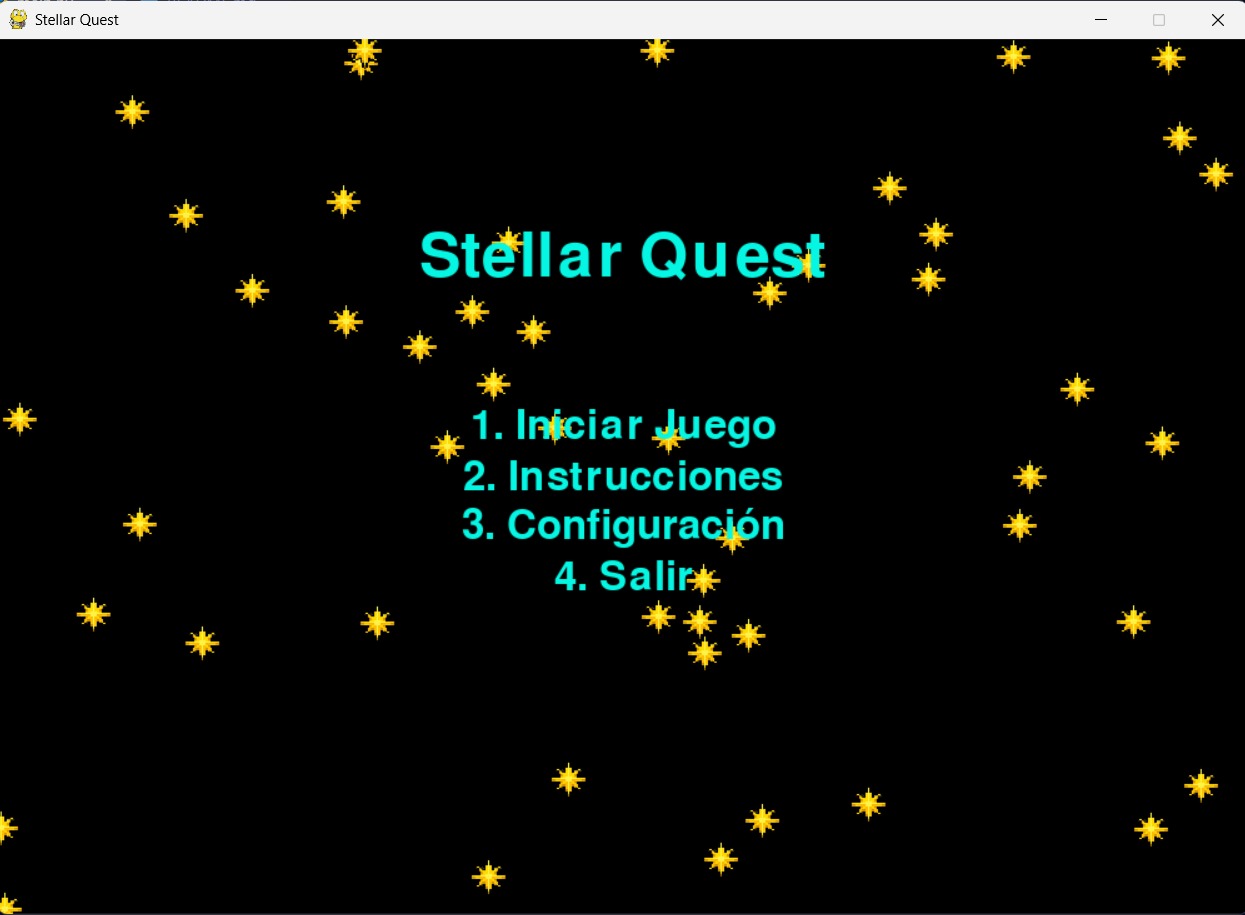 Stellar Quest
Stellar Quest
1. Iniciar Juego
2. Instrucciones
3. Configuración
4. Salir